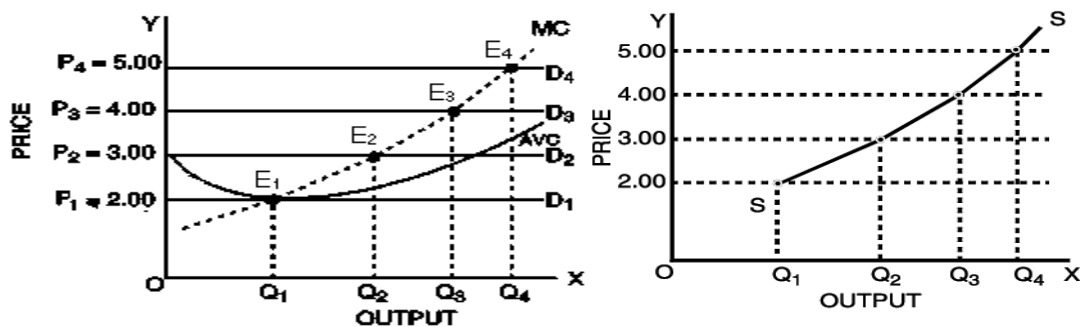 Y
MC
P₄ = 5.00
E₄
D₄
P₃ = 4.00
E₃
D₃
AVC
P₂ = 3.00
E₂
D₂
P₁ = 2.00
E₁
D₁
PRICE
O
Q₁ Q₂ Q₃ Q₄ X
OUTPUT
Y
S
5.00
4.00
3.00
2.00
S
PRICE
O
Q₁ Q₂ Q₃ Q₄ X
OUTPUT